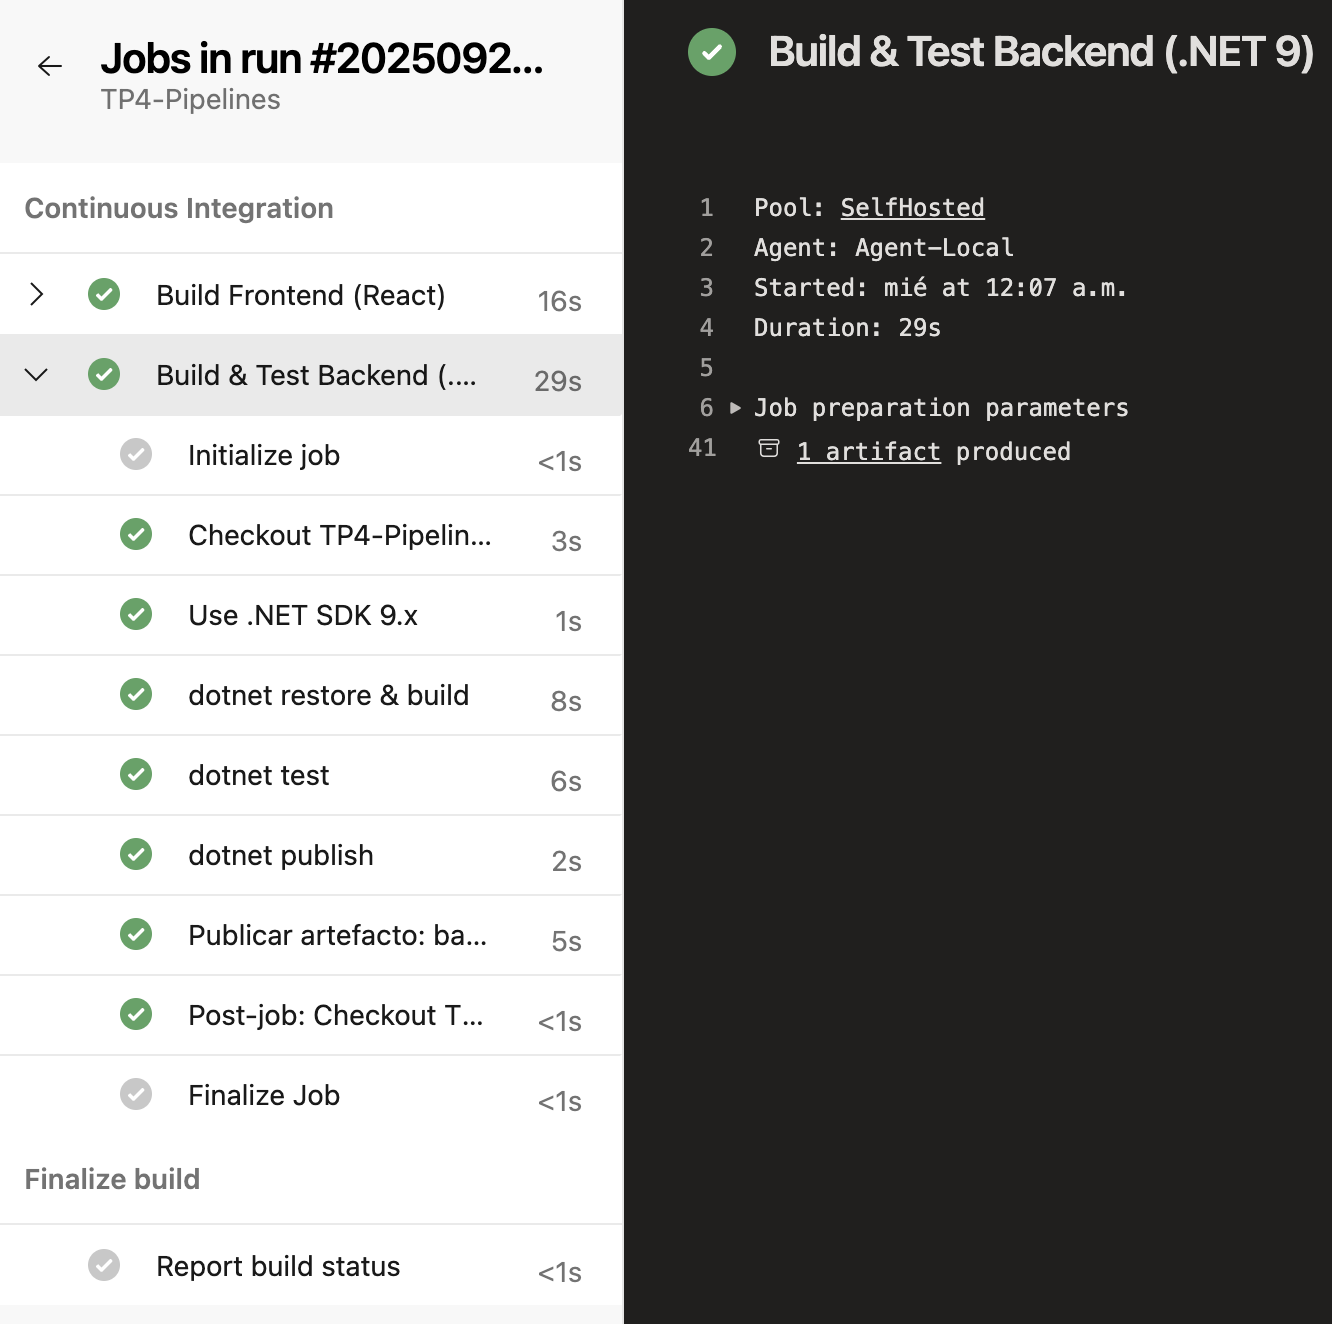 Jobs in run #2025092...
TP4-Pipelines
Continuous Integration
Build Frontend (React) 16s
Build & Test Backend (.... 29s
Initialize job <1s
Checkout TP4-Pipelin... 3s
Use .NET SDK 9.x 1s
dotnet restore & build 8s
dotnet test 6s
dotnet publish 2s
Publicar artefacto: ba... 5s
Post-job: Checkout T... <1s
Finalize Job <1s
Finalize build
Report build status <1s
Build & Test Backend (.NET 9)
1 Pool: SelfHosted
2 Agent: Agent-Local
3 Started: mié at 12:07 a.m.
4 Duration: 29s
5
6 Job preparation parameters
41 1 artifact produced